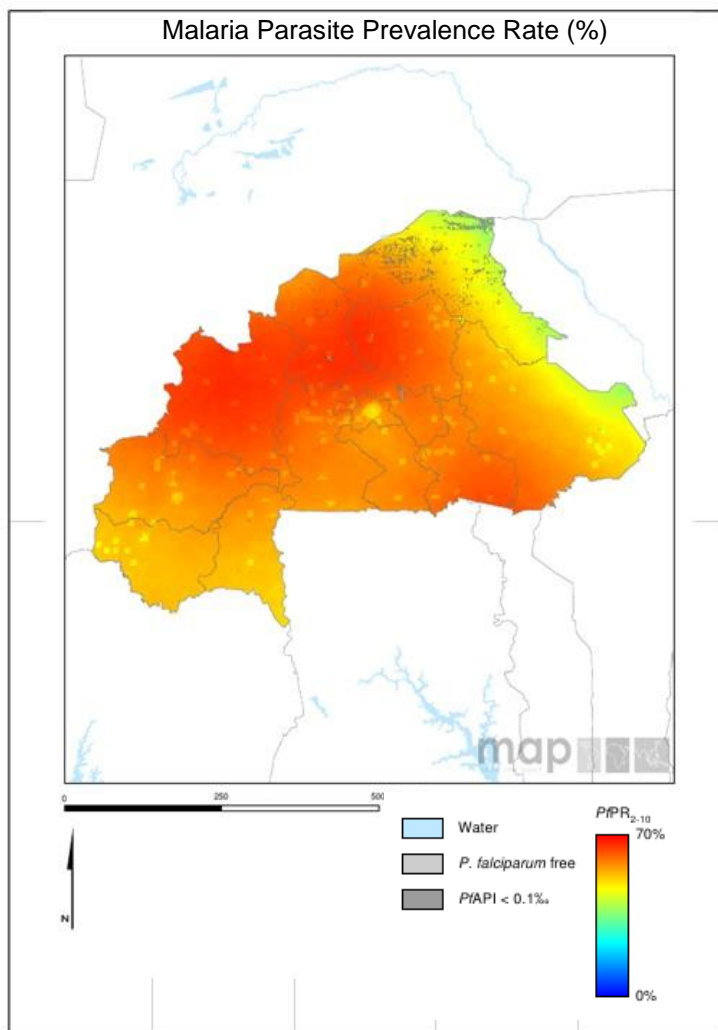 Malaria Parasite Prevalence Rate (%)
map
0 250 500
N
Water
P. falciparum free
PfAPI < 0.1‰
PfPR2-10
70%
0%